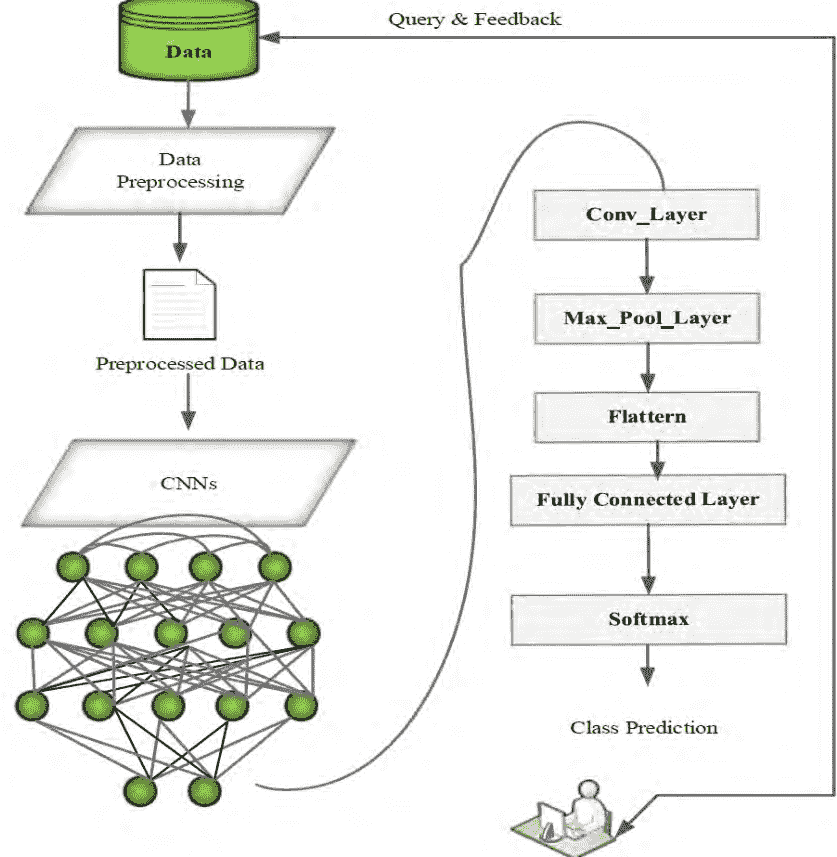 Query & Feedback
Data
Data
Preprocessing
Preprocessed Data
CNNs
Conv_Layer
Max_Pool_Layer
Flattern
Fully Connected Layer
Softmax
Class Prediction